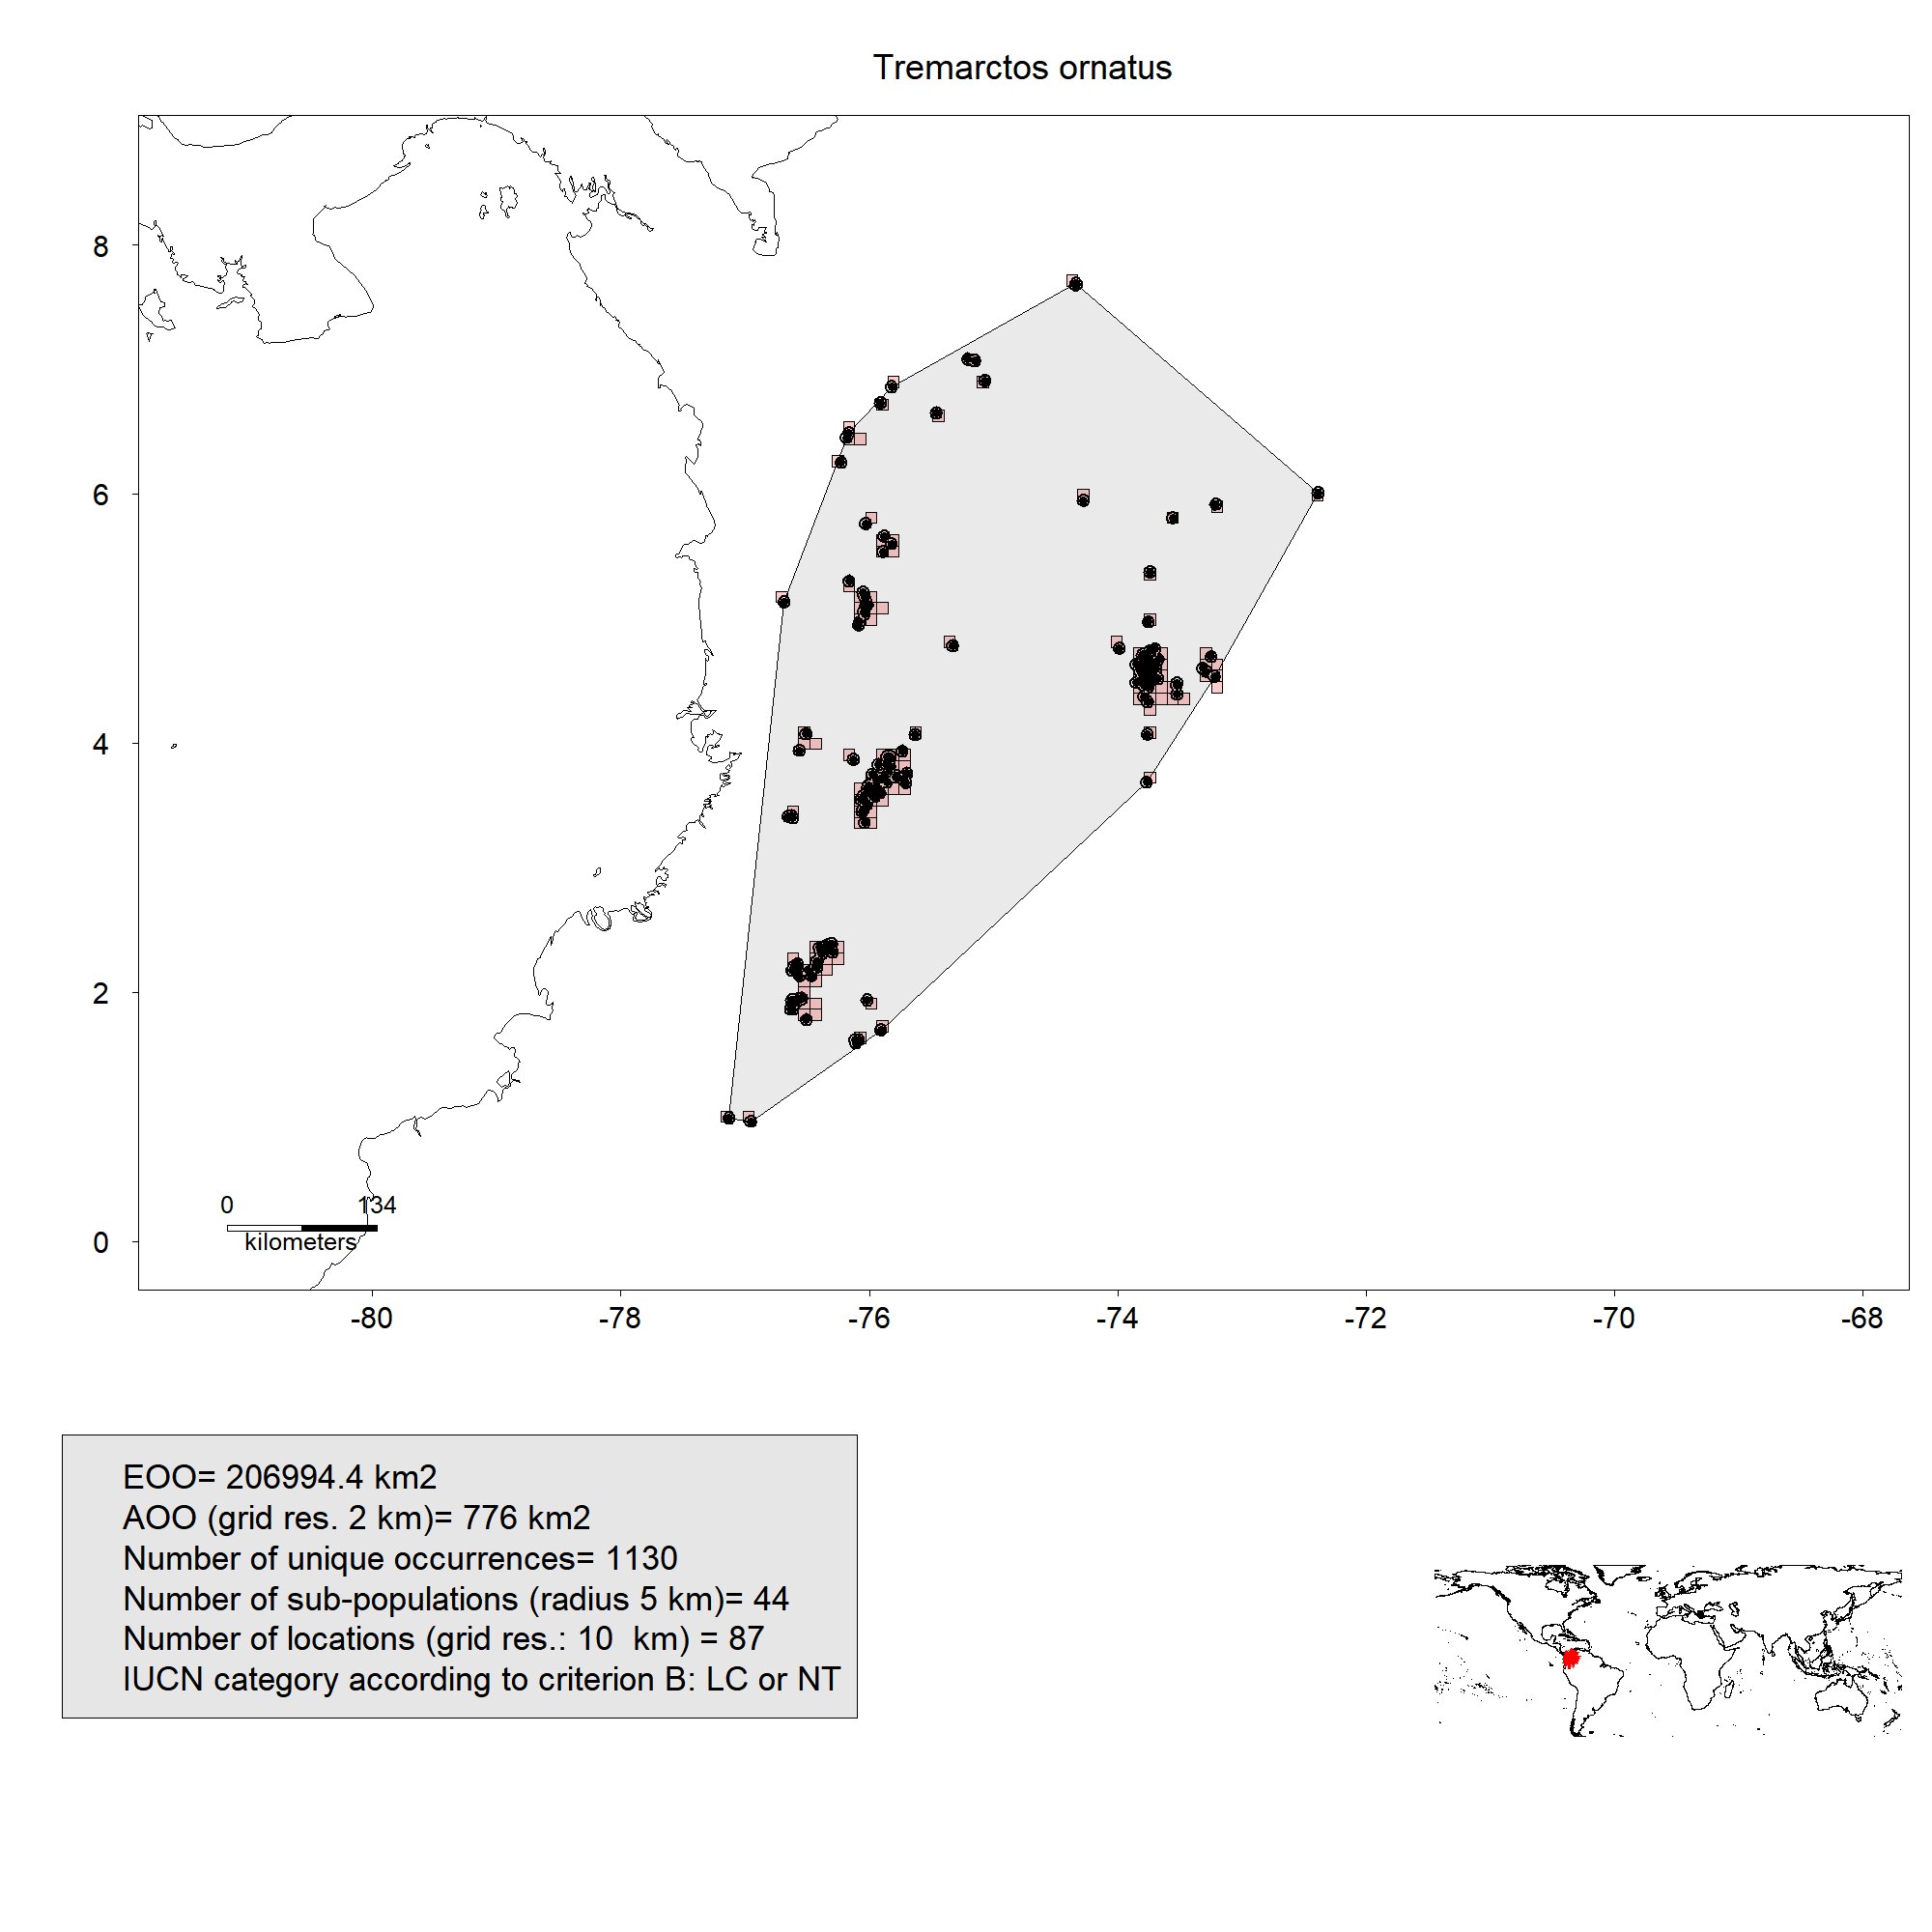 Tremarctos ornatus
8
6
4
2
0
0 134
kilometers
-80 -78 -76 -74 -72 -70 -68
EOO= 206994.4 km2
AOO (grid res. 2 km)= 776 km2
Number of unique occurrences= 1130
Number of sub-populations (radius 5 km)= 44
Number of locations (grid res.: 10  km) = 87
IUCN category according to criterion B: LC or NT